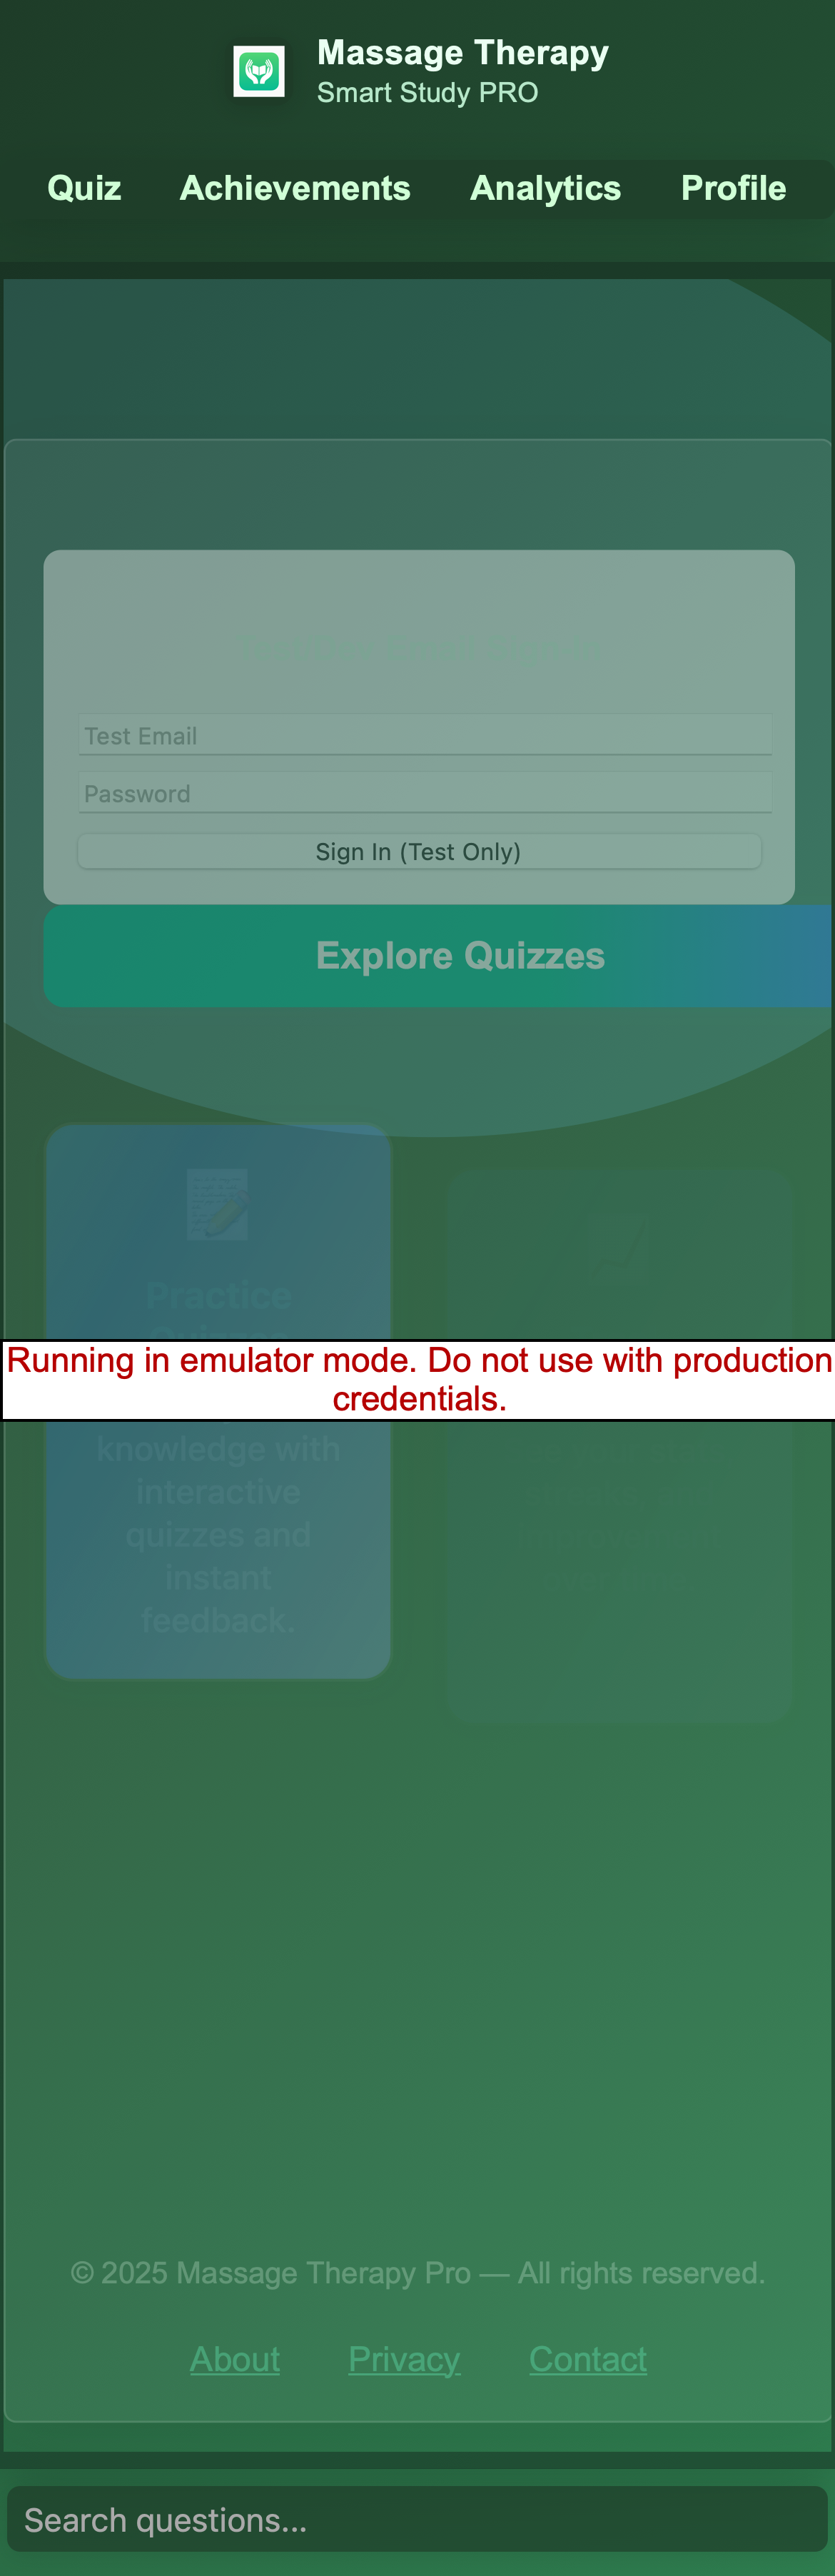 Massage Therapy
Smart Study PRO
Quiz Achievements Analytics Profile
Test Email
Password
Sign In (Test Only)
Explore Quizzes
Practice
Running in emulator mode. Do not use with production
credentials.
knowledge with
interactive
quizzes and
instant
feedback.
© 2025 Massage Therapy Pro — All rights reserved.
About Privacy Contact
Search questions...